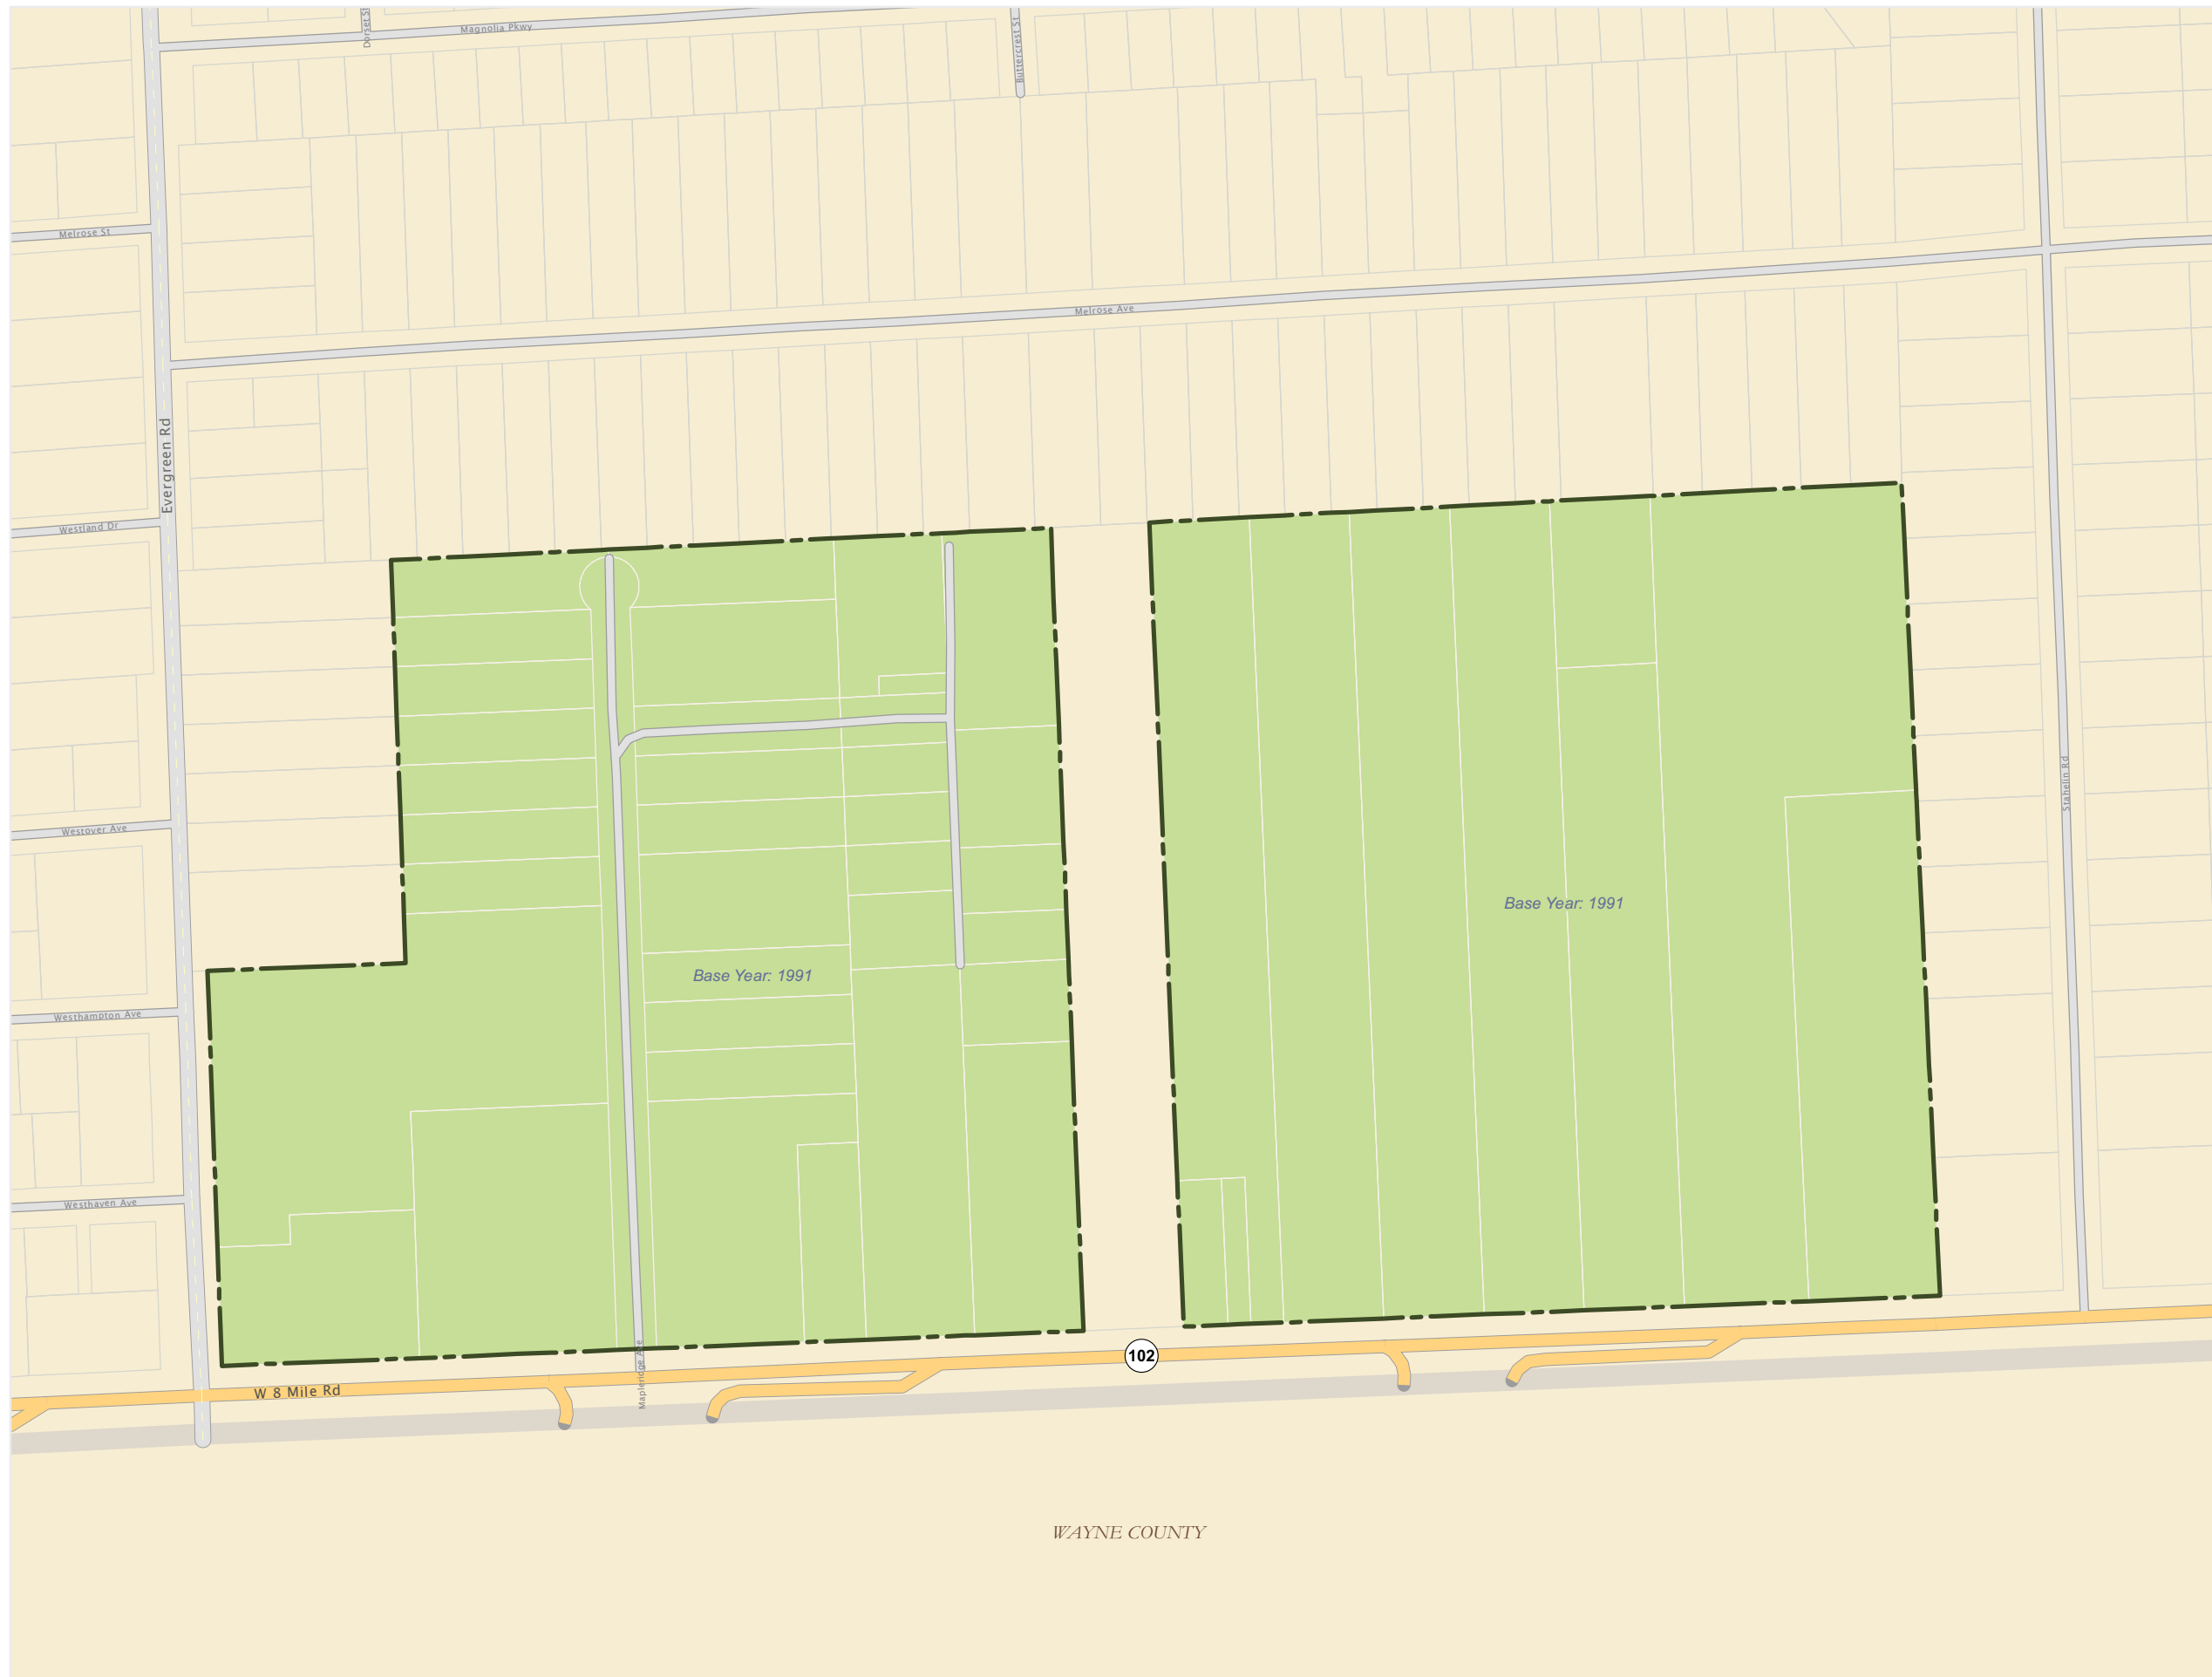 Dorset St
Magnolia Pkwy
Buttercrest St
Melrose St
Melrose Ave
Evergreen Rd
Westland Dr
Stahelin Rd
Westover Ave
Base Year: 1991
Base Year: 1991
Westhampton Ave
Westhaven Ave
Mapleridge Ave
102
W 8 Mile Rd
WAYNE COUNTY